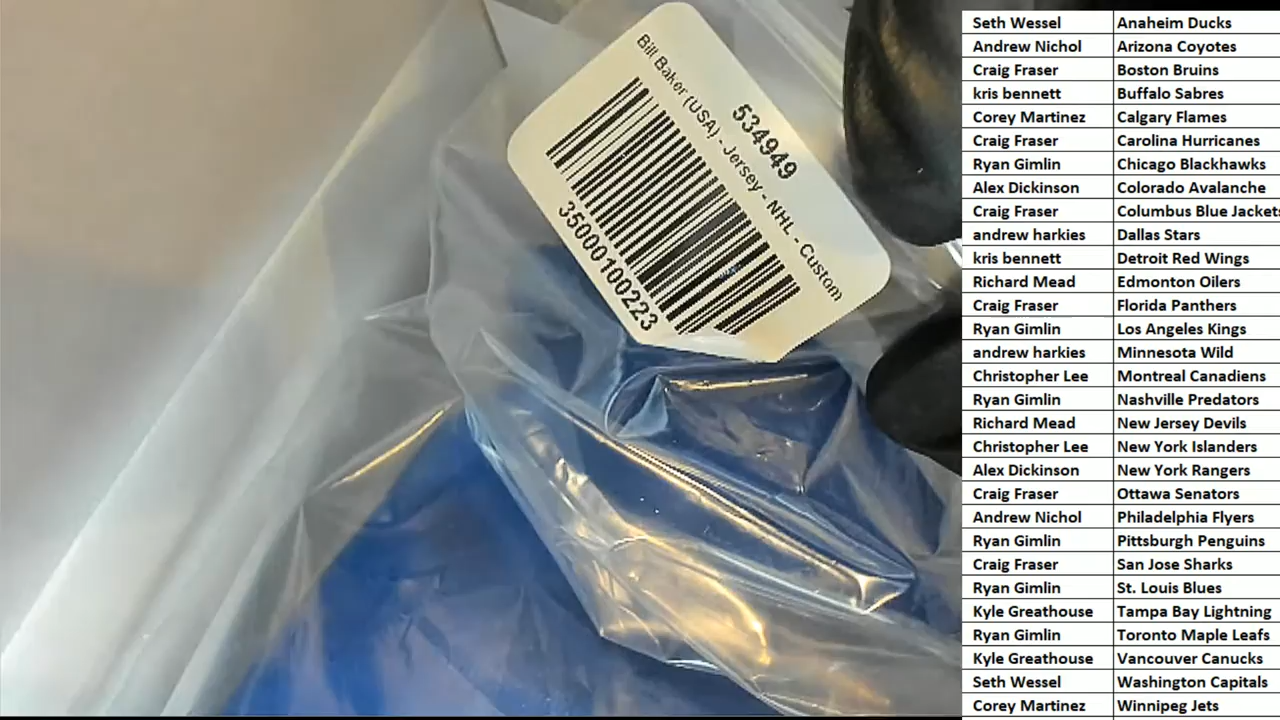 Bill Baker (USA) - Jersey - NHL - Custom
534949
35000100223
Seth Wessel Anaheim Ducks
Andrew Nichol Arizona Coyotes
Craig Fraser Boston Bruins
kris bennett Buffalo Sabres
Corey Martinez Calgary Flames
Craig Fraser Carolina Hurricanes
Ryan Gimlin Chicago Blackhawks
Alex Dickinson Colorado Avalanche
Craig Fraser Columbus Blue Jackets
andrew harkies Dallas Stars
kris bennett Detroit Red Wings
Richard Mead Edmonton Oilers
Craig Fraser Florida Panthers
Ryan Gimlin Los Angeles Kings
andrew harkies Minnesota Wild
Christopher Lee Montreal Canadiens
Ryan Gimlin Nashville Predators
Richard Mead New Jersey Devils
Christopher Lee New York Islanders
Alex Dickinson New York Rangers
Craig Fraser Ottawa Senators
Andrew Nichol Philadelphia Flyers
Ryan Gimlin Pittsburgh Penguins
Craig Fraser San Jose Sharks
Ryan Gimlin St. Louis Blues
Kyle Greathouse Tampa Bay Lightning
Ryan Gimlin Toronto Maple Leafs
Kyle Greathouse Vancouver Canucks
Seth Wessel Washington Capitals
Corey Martinez Winnipeg Jets